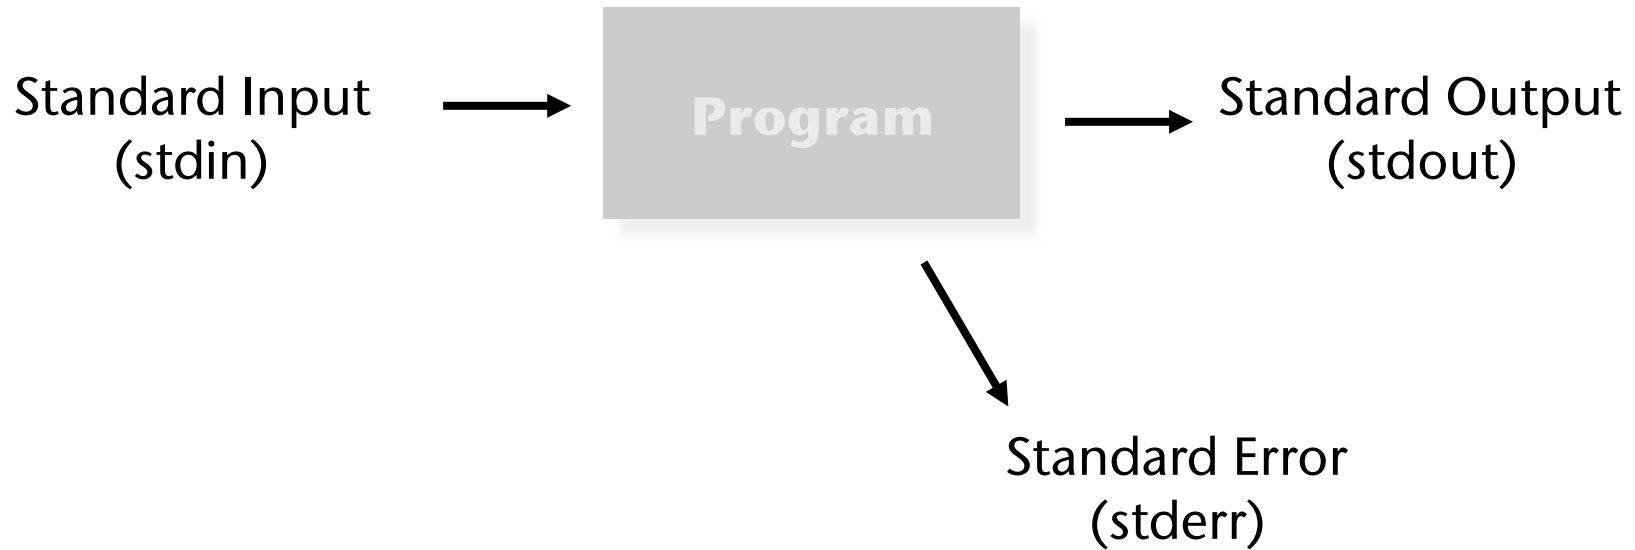 Standard Input
(stdin)
Program
Standard Output
(stdout)
Standard Error
(stderr)